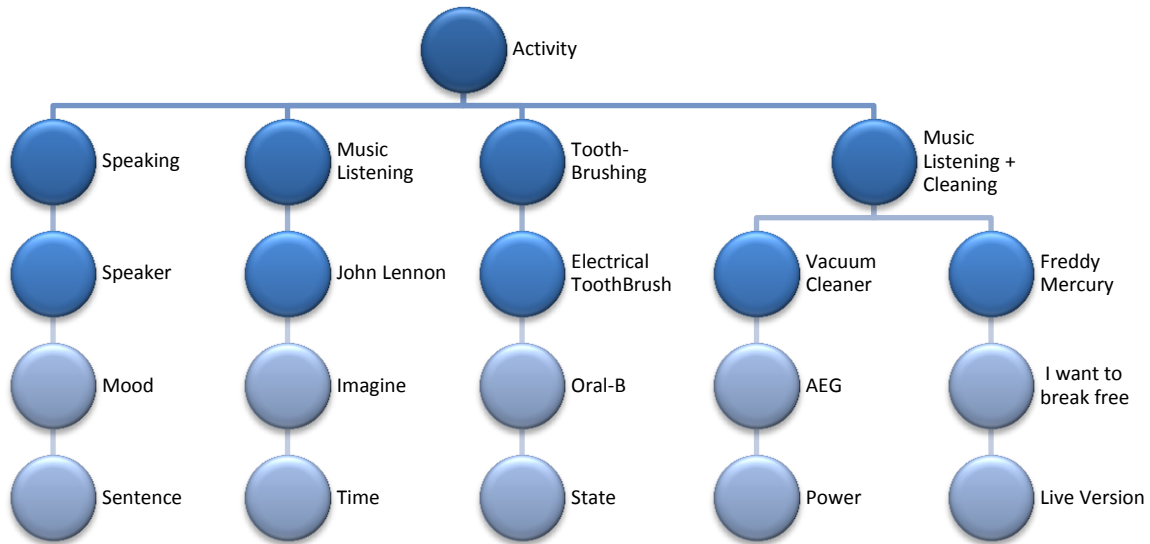 Activity
Speaking
Music
Listening
Tooth-
Brushing
Music
Listening +
Cleaning
Speaker
John Lennon
Electrical
ToothBrush
Vacuum
Cleaner
Freddy
Mercury
Mood
Imagine
Oral-B
AEG
I want to
break free
Sentence
Time
State
Power
Live Version